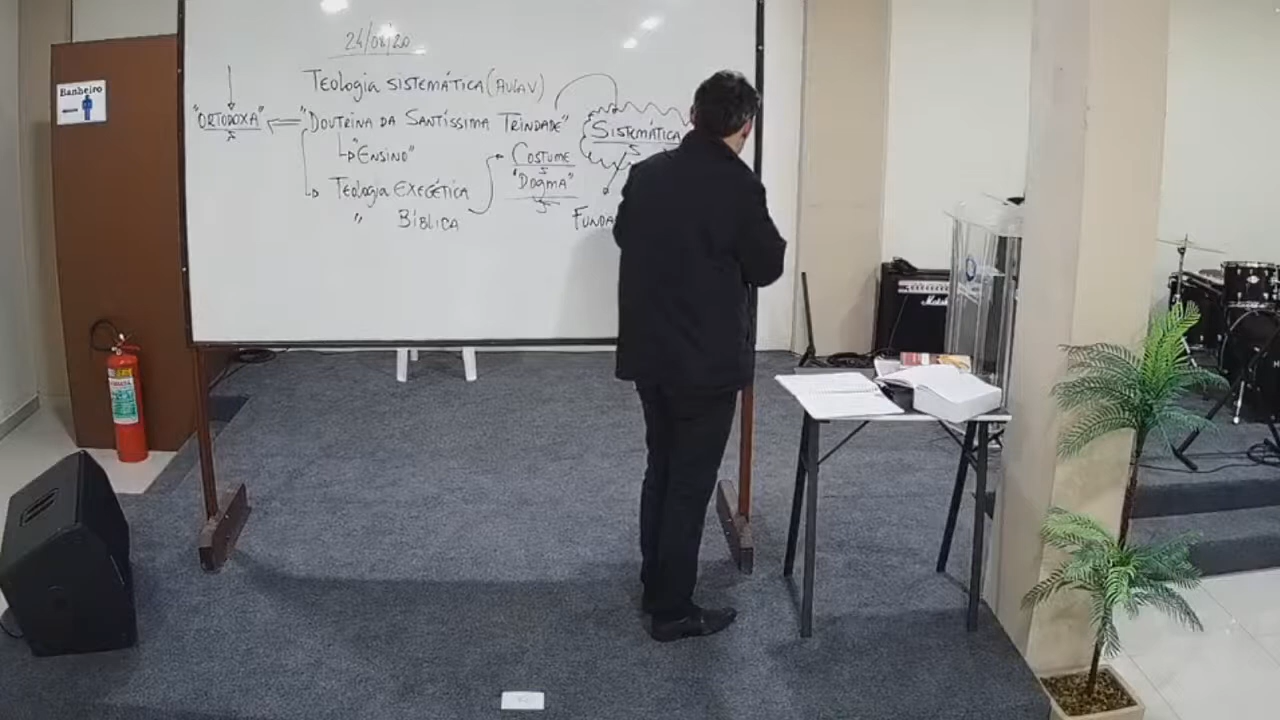 24/08/20
Teologia SISTEMÁTICA (AULA V)
"ORTODOXA" "DOUTRINA DA SANTÍSSIMA TRINDADE"
"ENSINO"
Teologia EXEGÉTICA
" BÍBLICA
COSTUME
"DOGMA"
SISTEMÁTICA
Banheiro
Marshall